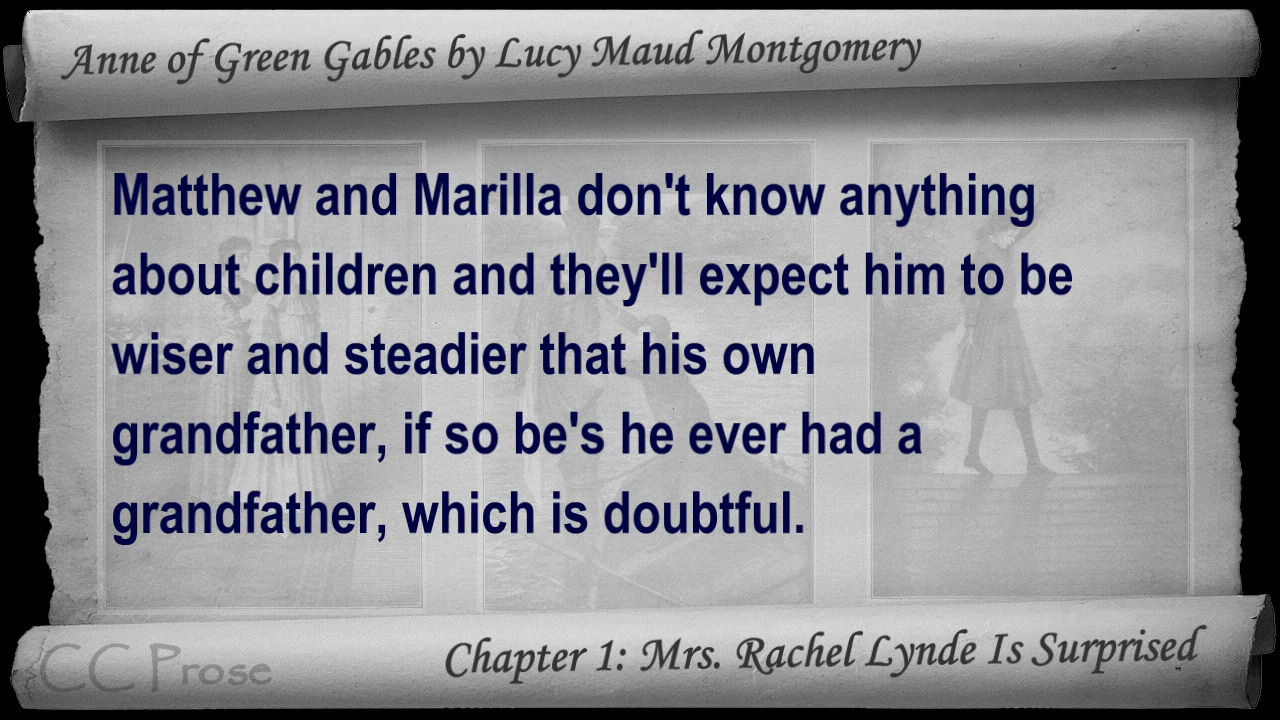 Anne of Green Gables by Lucy Maud Montgomery
Matthew and Marilla don't know anything
about children and they'll expect him to be
wiser and steadier that his own
grandfather, if so be's he ever had a
grandfather, which is doubtful.
CC Prose
Chapter 1: Mrs. Rachel Lynde Is Surprised